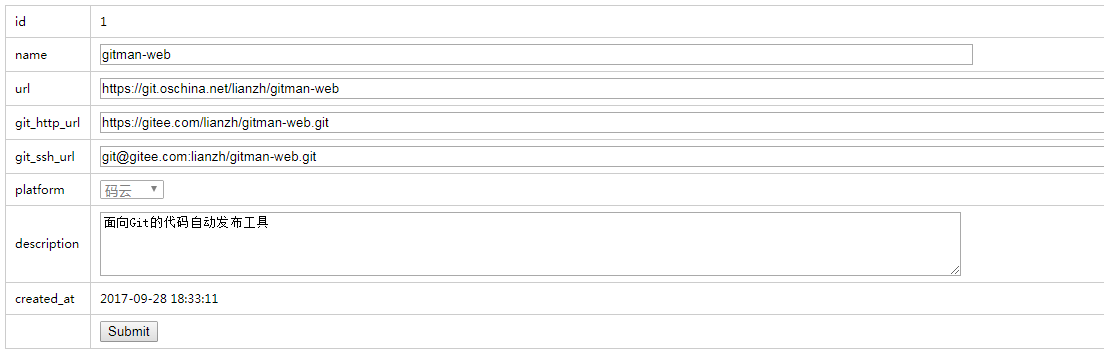 id 1
name gitman-web
url https://git.oschina.net/lianzh/gitman-web
git_http_url https://gitee.com/lianzh/gitman-web.git
git_ssh_url git@gitee.com:lianzh/gitman-web.git
platform 码云
description 面向Git的代码自动发布工具
created_at 2017-09-28 18:33:11
Submit